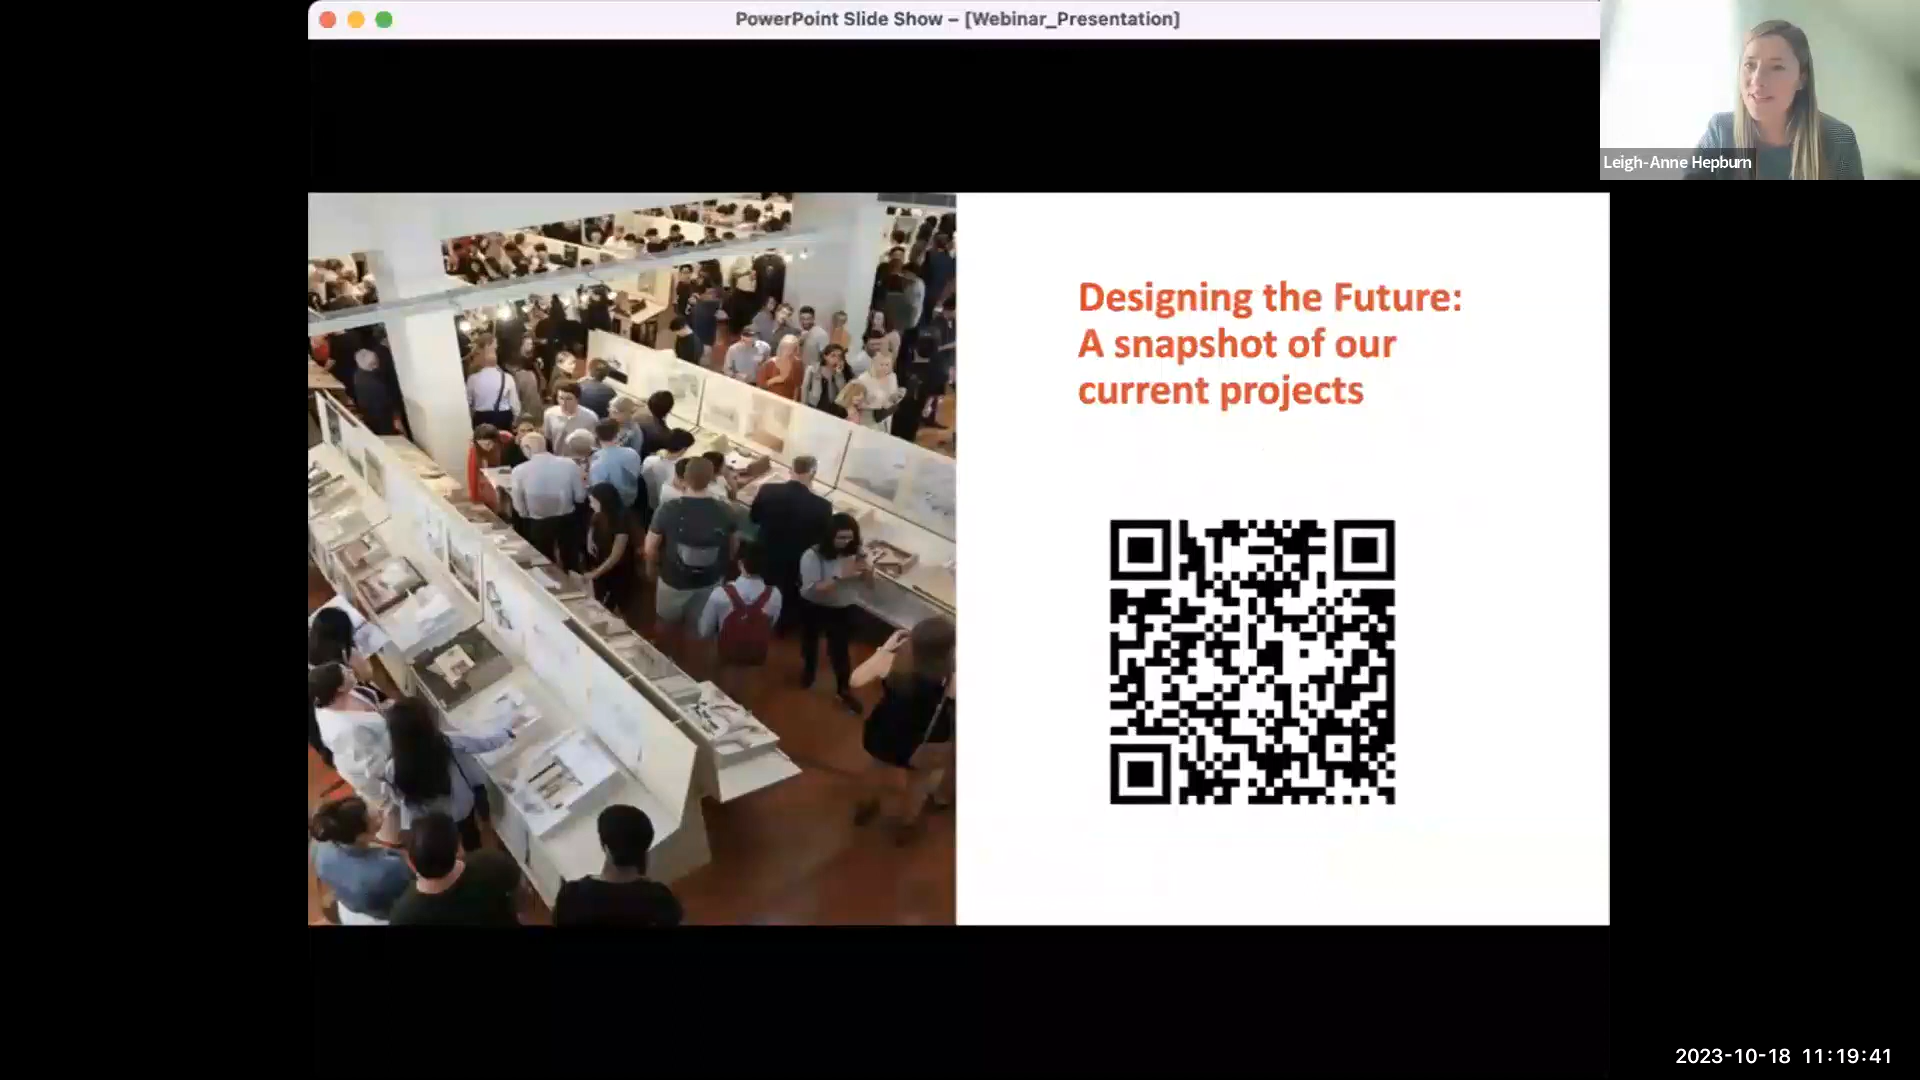 PowerPoint Slide Show – [Webinar_Presentation]
Leigh-Anne Hepburn
Designing the Future:
A snapshot of our
current projects
2023-10-18 11:19:41